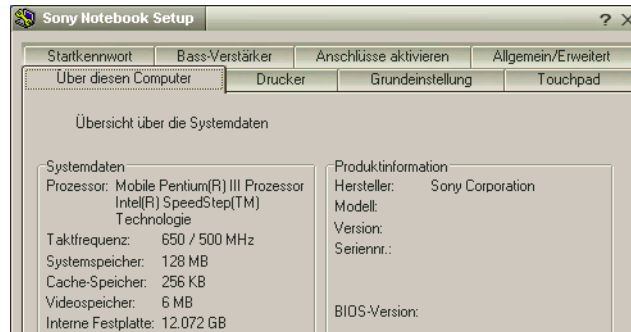 Sony Notebook Setup
Startkennwort Bass-Verstärker Anschlüsse aktivieren Allgemein/Erweitert
Über diesen Computer Drucker Grundeinstellung Touchpad
Übersicht über die Systemdaten
Systemdaten
Prozessor: Mobile Pentium(R) III Prozessor
Intel(R) SpeedStep(TM)
Technologie
Taktfrequenz: 650 / 500 MHz
Systemspeicher: 128 MB
Cache-Speicher: 256 KB
Videospeicher: 6 MB
Interne Festplatte: 12.072 GB
Produktinformation
Hersteller: Sony Corporation
Modell:
Version:
Seriennr.:
BIOS-Version: